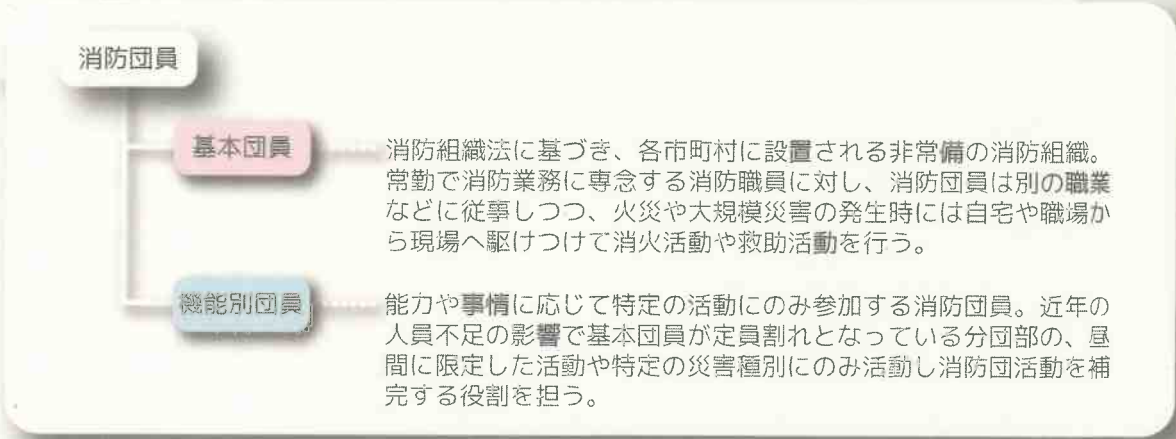 消防団員
基本団員
消防組織法に基づき、各市町村に設置される非常備の消防組織。
常勤で消防業務に専念する消防職員に対し、消防団員は別の職業
などに従事しつつ、火災や大規模災害の発生時には自宅や職場か
ら現場へ駆けつけて消火活動や救助活動を行う。
機能別団員
能力や事情に応じて特定の活動にのみ参加する消防団員。近年の
人員不足の影響で基本団員が定員割れとなっている分団部の、昼
間に限定した活動や特定の災害種別にのみ活動し消防団活動を補
完する役割を担う。